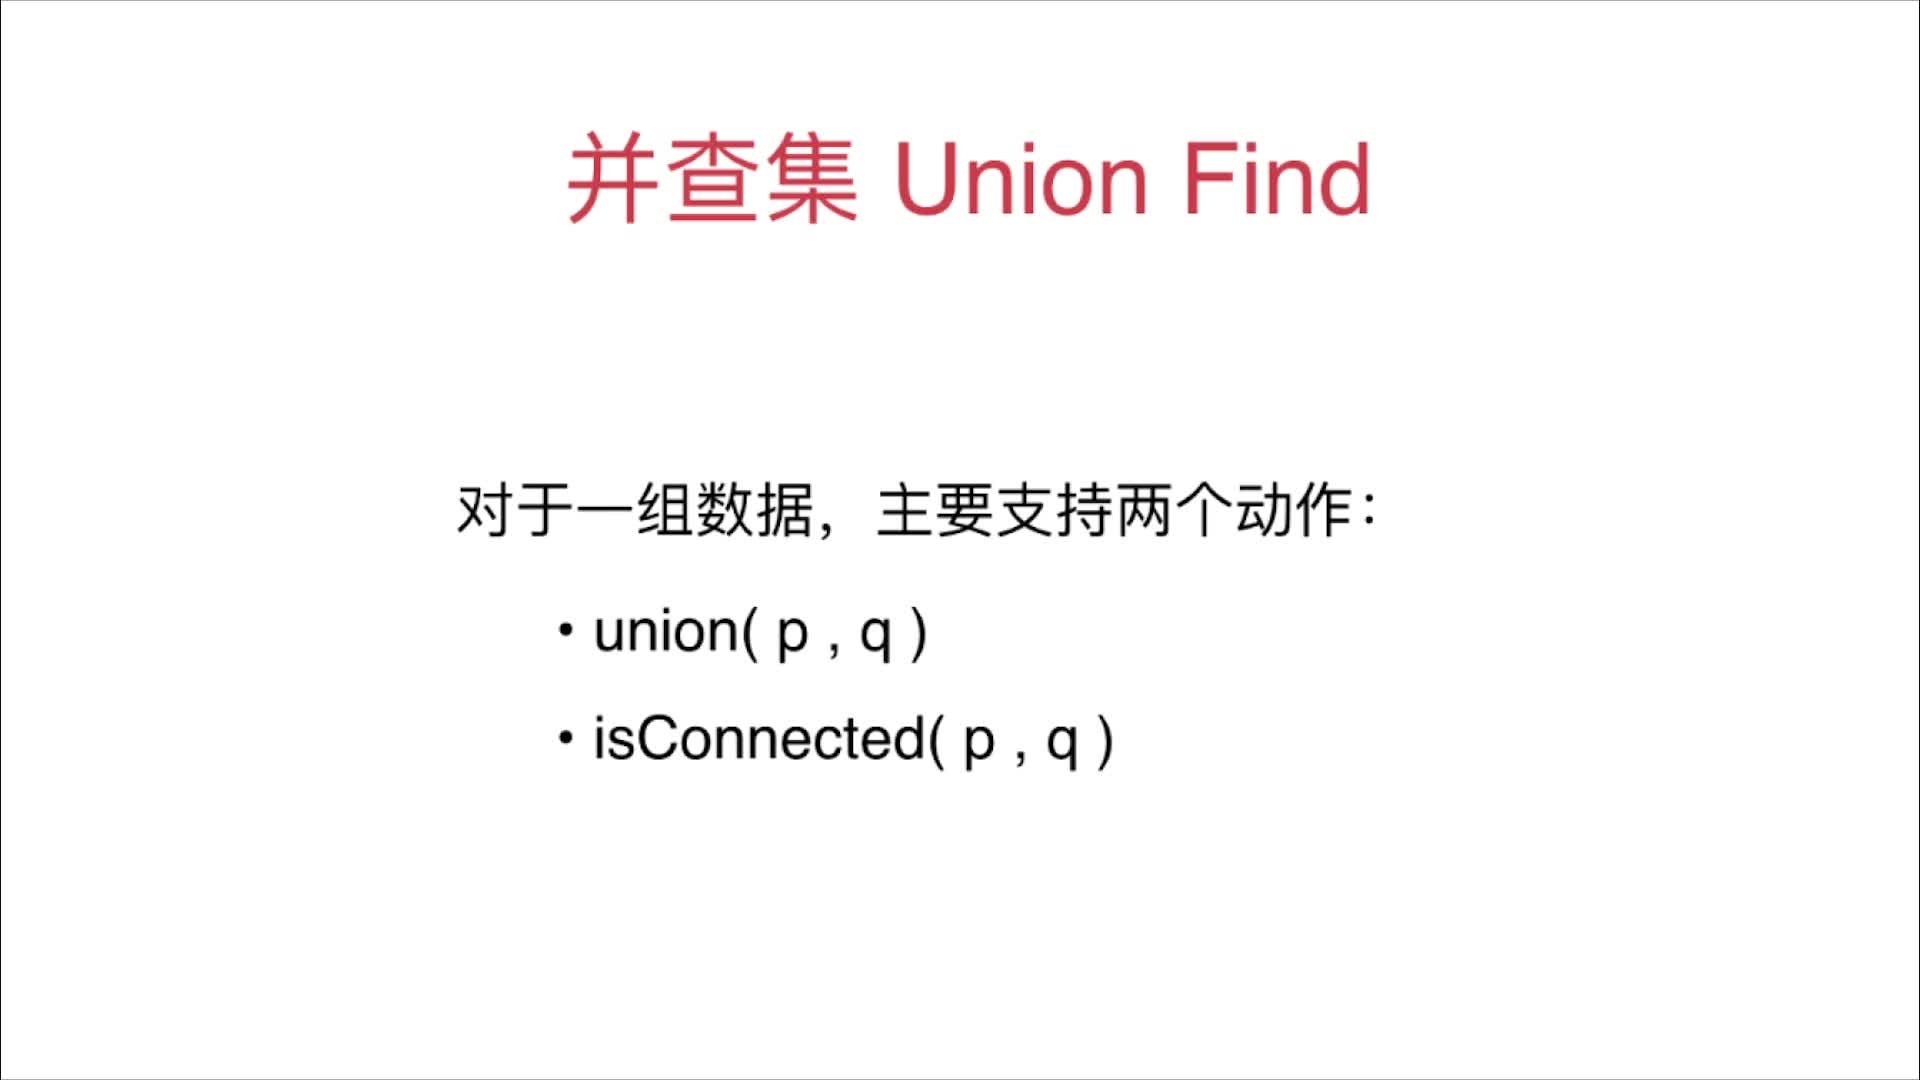 并查集 Union Find
对于一组数据，主要支持两个动作：
• union( p , q )
• isConnected( p , q )